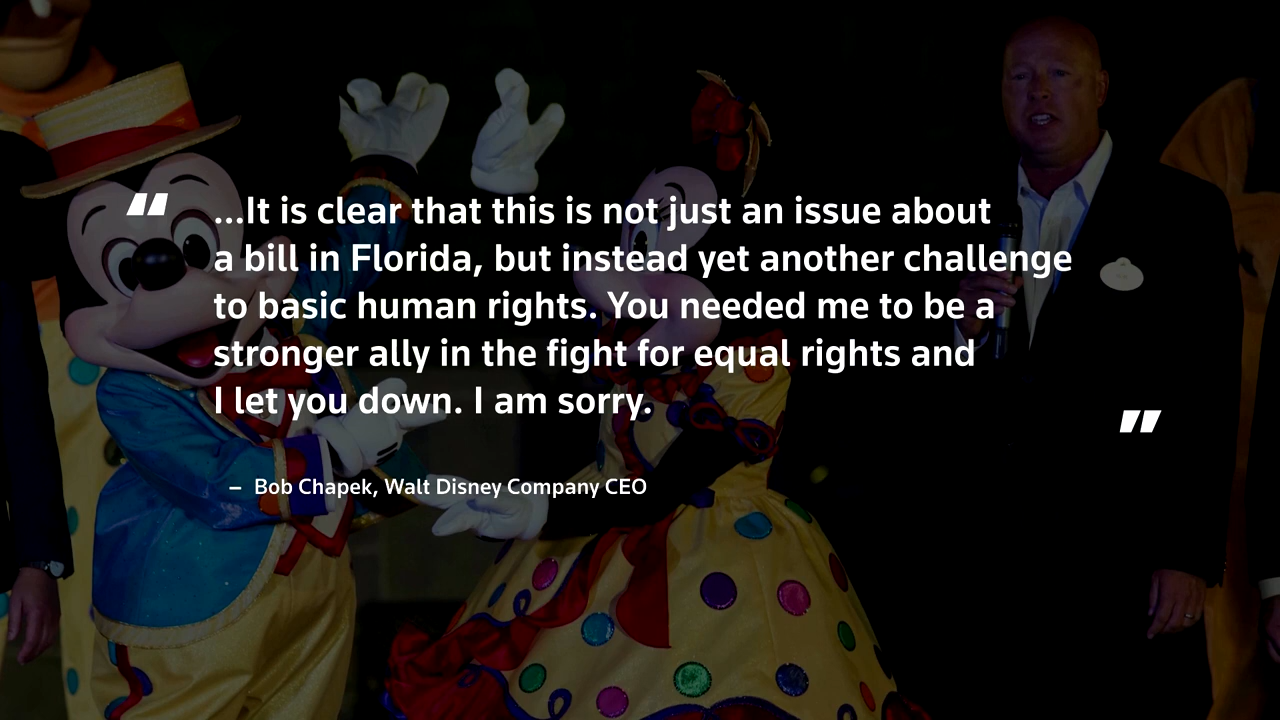 “
...It is clear that this is not just an issue about
a bill in Florida, but instead yet another challenge
to basic human rights. You needed me to be a
stronger ally in the fight for equal rights and
I let you down. I am sorry.
”
– Bob Chapek, Walt Disney Company CEO